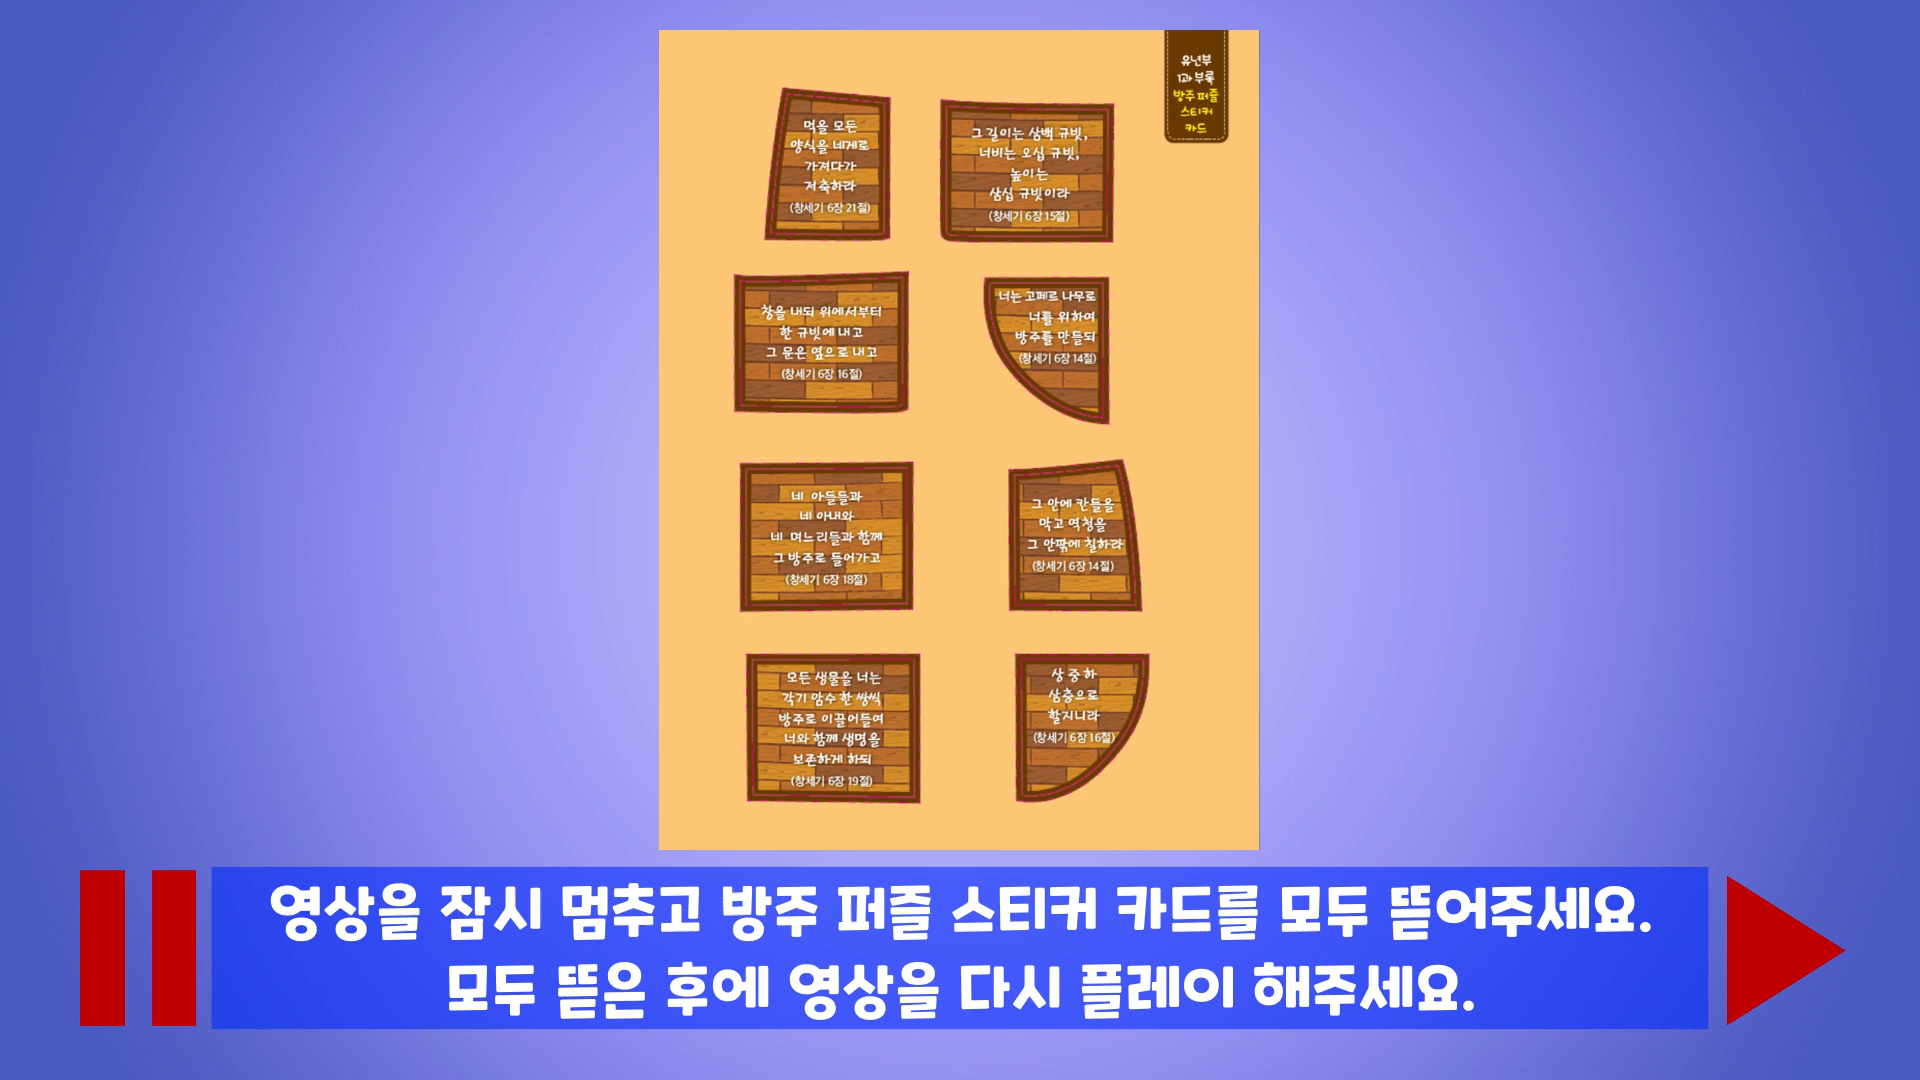 유년부
1과 부록
방주 퍼즐
스티커
카드
먹을 모든
양식을 네게로
가져다가
저축하라
(창세기 6장 21절)
그 길이는 삼백 규빗,
너비는 오십 규빗,
높이는
삼십 규빗이라
(창세기 6장 15절)
창을 내되 위에서부터
한 규빗에 내고
그 문은 옆으로 내고
(창세기 6장 16절)
너는 고페르 나무로
너를 위하여
방주를 만들되
(창세기 6장 14절)
네 아들들과
네 아내와
네 며느리들과 함께
그 방주로 들어가고
(창세기 6장 18절)
그 안에 칸들을
막고 역청을
그 안팎에 칠하라
(창세기 6장 14절)
모든 생물을 너는
각기 암수 한 쌍씩
방주로 이끌어들여
너와 함께 생명을
보존하게 하되
(창세기 6장 19절)
상 중 하
삼층으로
할지니라
(창세기 6장 16절)
영상을 잠시 멈추고 방주 퍼즐 스티커 카드를 모두 뜯어주세요.
모두 뜯은 후에 영상을 다시 플레이 해주세요.